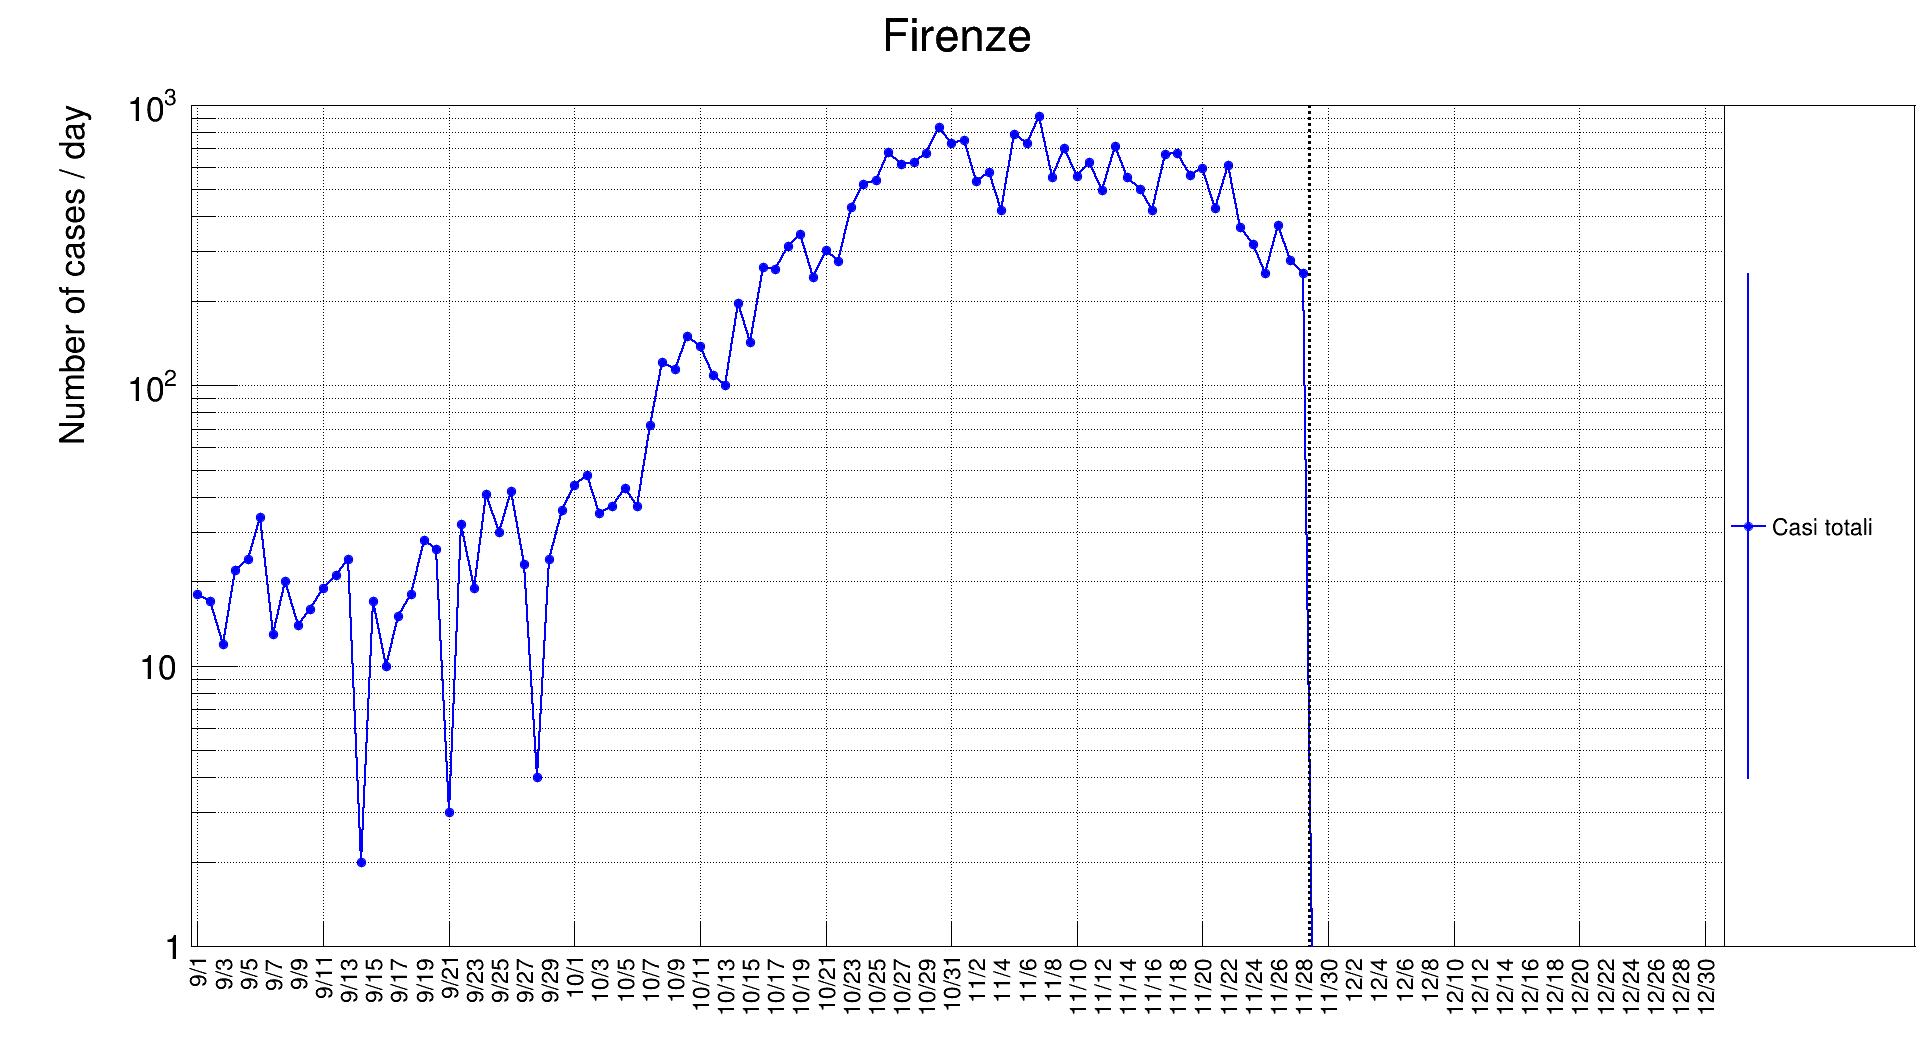 Firenze
Number of cases / day
10³
10²
10
1
Casi totali
9/1 9/3 9/5 9/7 9/9 9/11 9/13 9/15 9/17 9/19 9/21 9/23 9/25 9/27 9/29 10/1 10/3 10/5 10/7 10/9 10/11 10/13 10/15 10/17 10/19 10/21 10/23 10/25 10/27 10/29 10/31 11/2 11/4 11/6 11/8 11/10 11/12 11/14 11/16 11/18 11/20 11/22 11/24 11/26 11/28 11/30 12/2 12/4 12/6 12/8 12/10 12/12 12/14 12/16 12/18 12/20 12/22 12/24 12/26 12/28 12/30